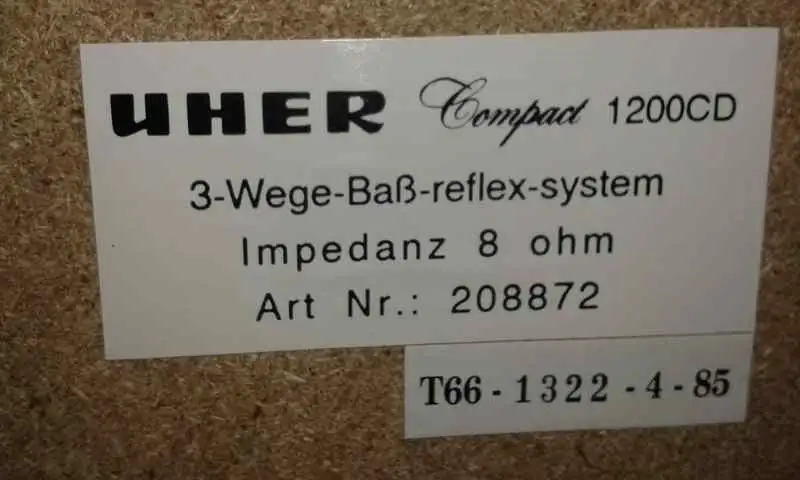 UHER Compact 1200CD
3-Wege-Baß-reflex-system
Impedanz 8 ohm
Art Nr.: 208872
T66 - 1322 - 4 - 85